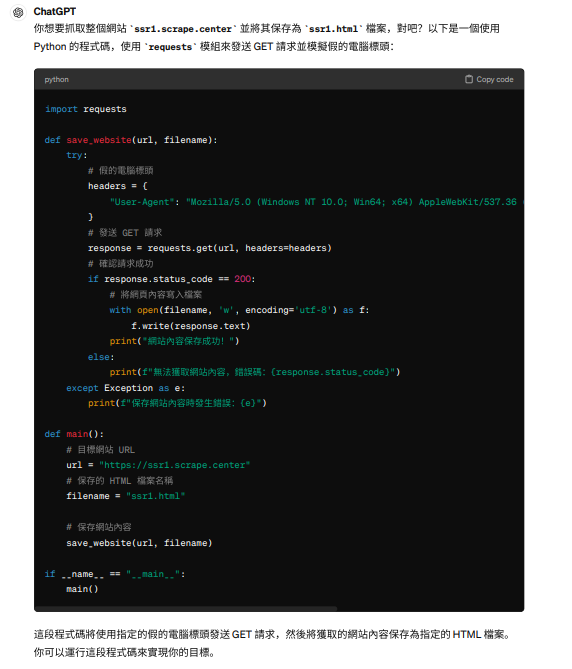 ChatGPT
你想要抓取整個網站 `ssr1.scrape.center` 並將其保存為 `ssr1.html` 檔案，對吧？以下是一個使用
Python 的程式碼，使用 `requests` 模組來發送 GET 請求並模擬假的電腦標頭：
python
Copy code
import requests
def save_website(url, filename):
    try:
        # 假的電腦標頭
        headers = {
            "User-Agent": "Mozilla/5.0 (Windows NT 10.0; Win64; x64) AppleWebKit/537.36
        }
        # 發送 GET 請求
        response = requests.get(url, headers=headers)
        # 確認請求成功
        if response.status_code == 200:
            # 將網頁內容寫入檔案
            with open(filename, 'w', encoding='utf-8') as f:
                f.write(response.text)
            print("網站內容保存成功！")
        else:
            print(f"無法獲取網站內容，錯誤碼：{response.status_code}")
    except Exception as e:
        print(f"保存網站內容時發生錯誤：{e}")
def main():
    # 目標網站 URL
    url = "https://ssr1.scrape.center"
    # 保存的 HTML 檔案名稱
    filename = "ssr1.html"
    # 保存網站內容
    save_website(url, filename)
if __name__ == "__main__":
    main()
這段程式碼將使用指定的假的電腦標頭發送 GET 請求，然後將獲取的網站內容保存為指定的 HTML 檔案。
你可以運行這段程式碼來實現你的目標。